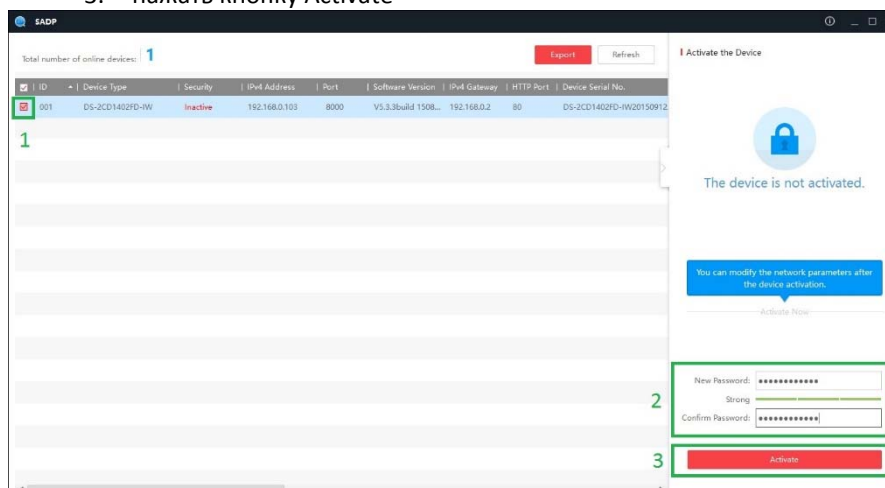 3. нажать кнопку Activate
SADP
Total number of online devices: 1
Export
Refresh
ID | Device Type | Security | IPv4 Address | Port | Software Version | IPv4 Gateway | HTTP Port | Device Serial No.
001 DS-2CD1402FD-IW Inactive 192.168.0.103 8000 V5.3.3build 1508... 192.168.0.2 80 DS-2CD1402FD-IW20150912
1
Activate the Device
The device is not activated.
You can modify the network parameters after
the device activation.
Activate Now
2
New Password: ●●●●●●●●●●●●
Strong
Confirm Password: ●●●●●●●●●●●●
3
Activate